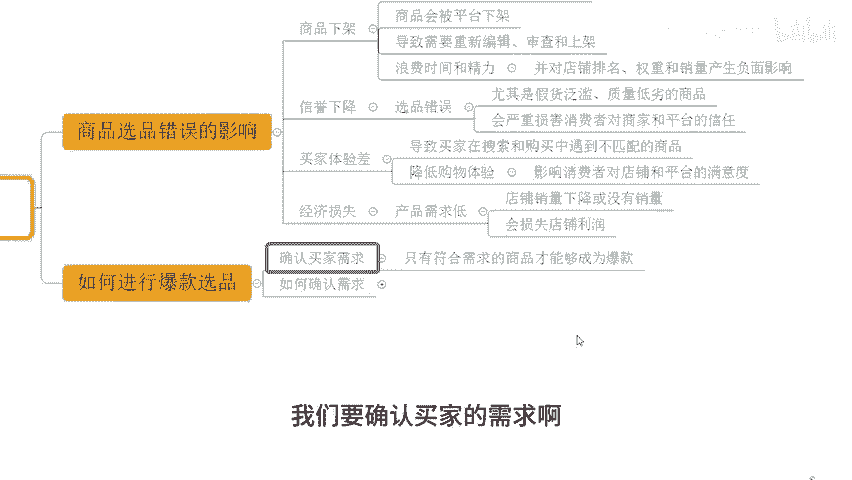 商品选品错误的影响
商品下架
商品会被平台下架
导致需要重新编辑、审查和上架
浪费时间和精力
并对店铺排名、权重和销量产生负面影响
信誉下降
选品错误
尤其是假货泛滥、质量低劣的商品
会严重损害消费者对商家和平台的信任
买家体验差
导致买家在搜索和购买中遇到不匹配的商品
降低购物体验
影响消费者对店铺和平台的满意度
经济损失
产品需求低
店铺销量下降或没有销量
会损失店铺利润
如何进行爆款选品
确认买家需求
只有符合需求的商品才能够成为爆款
如何确认需求
我们要确认买家的需求啊